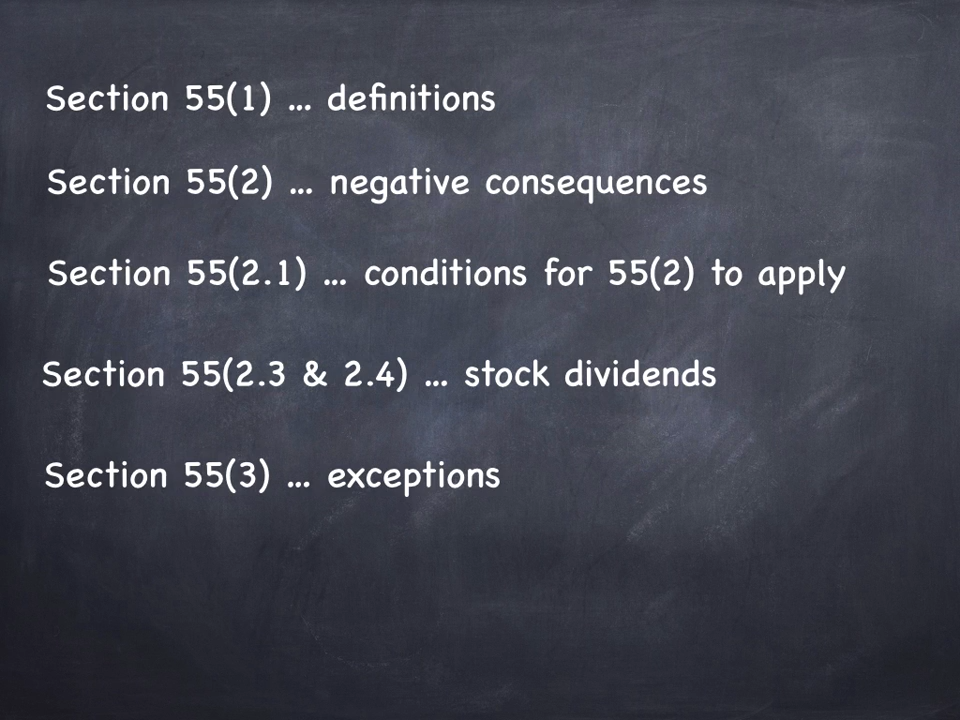 Section 55(1) ... definitions
Section 55(2) ... negative consequences
Section 55(2.1) ... conditions for 55(2) to apply
Section 55(2.3 & 2.4) ... stock dividends
Section 55(3) ... exceptions